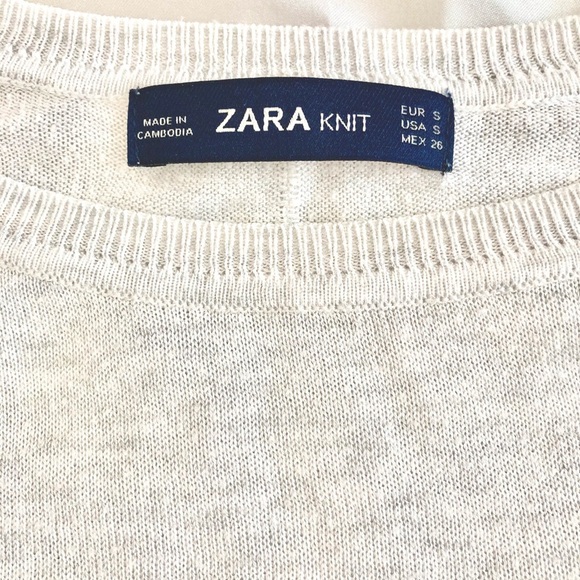 MADE IN
CAMBODIA
ZARA KNIT
EUR S
USA S
MEX 26